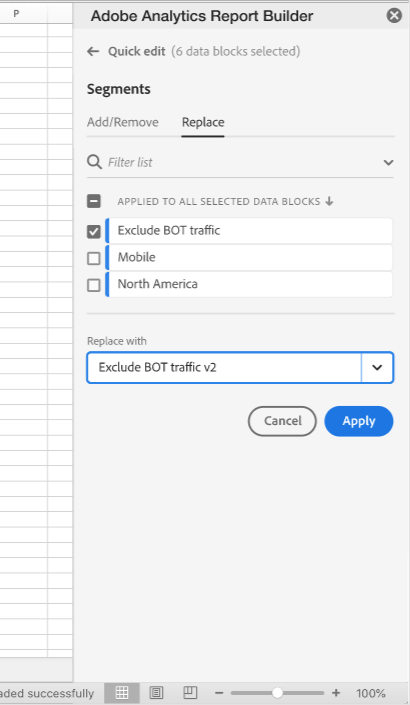 P
Adobe Analytics Report Builder
Quick edit (6 data blocks selected)
Segments
Add/Remove Replace
Filter list
APPLIED TO ALL SELECTED DATA BLOCKS
Exclude BOT traffic
Mobile
North America
Replace with
Exclude BOT traffic v2
Cancel Apply
aded successfully 100%